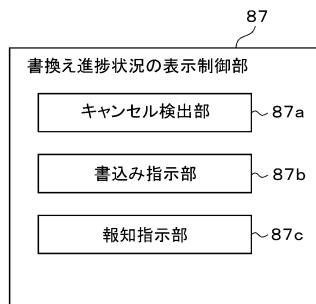 87
書換え進捗状況の表示制御部
キャンセル検出部 87a
書込み指示部 87b
報知指示部 87c